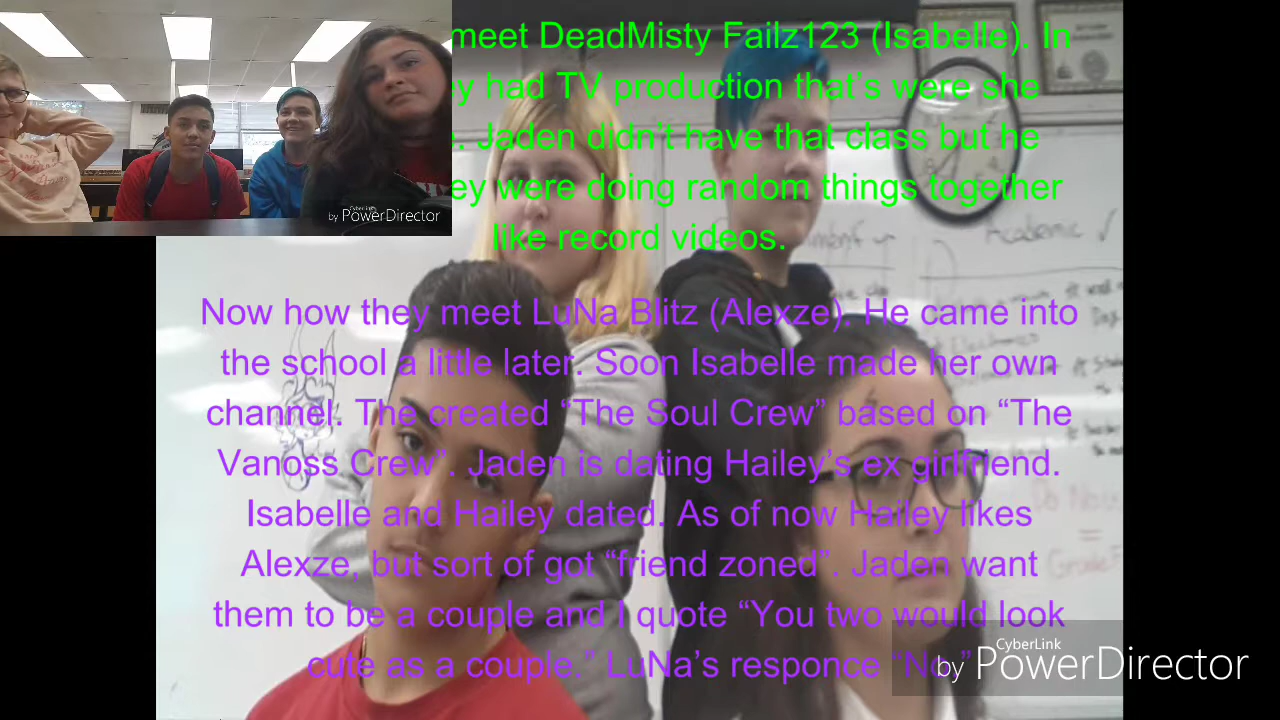 meet DeadMisty Failz123 (Isabelle). In
ey had TV production that's were she
. Jaden didn't have that class but he
ey were doing random things together
like record videos.
Now how they meet LuNa Blitz (Alexze). He came into
the school a little later. Soon Isabelle made her own
channel. The created “The Soul Crew” based on “The
Vanoss Crew”. Jaden is dating Hailey's ex girlfriend.
Isabelle and Hailey dated. As of now Hailey likes
Alexze, but sort of got “friend zoned”. Jaden want
them to be a couple and I quote “You two would look
cute as a couple.” LuNa's responce “No.”
CyberLink
by PowerDirector
CyberLink
by PowerDirector
Academic